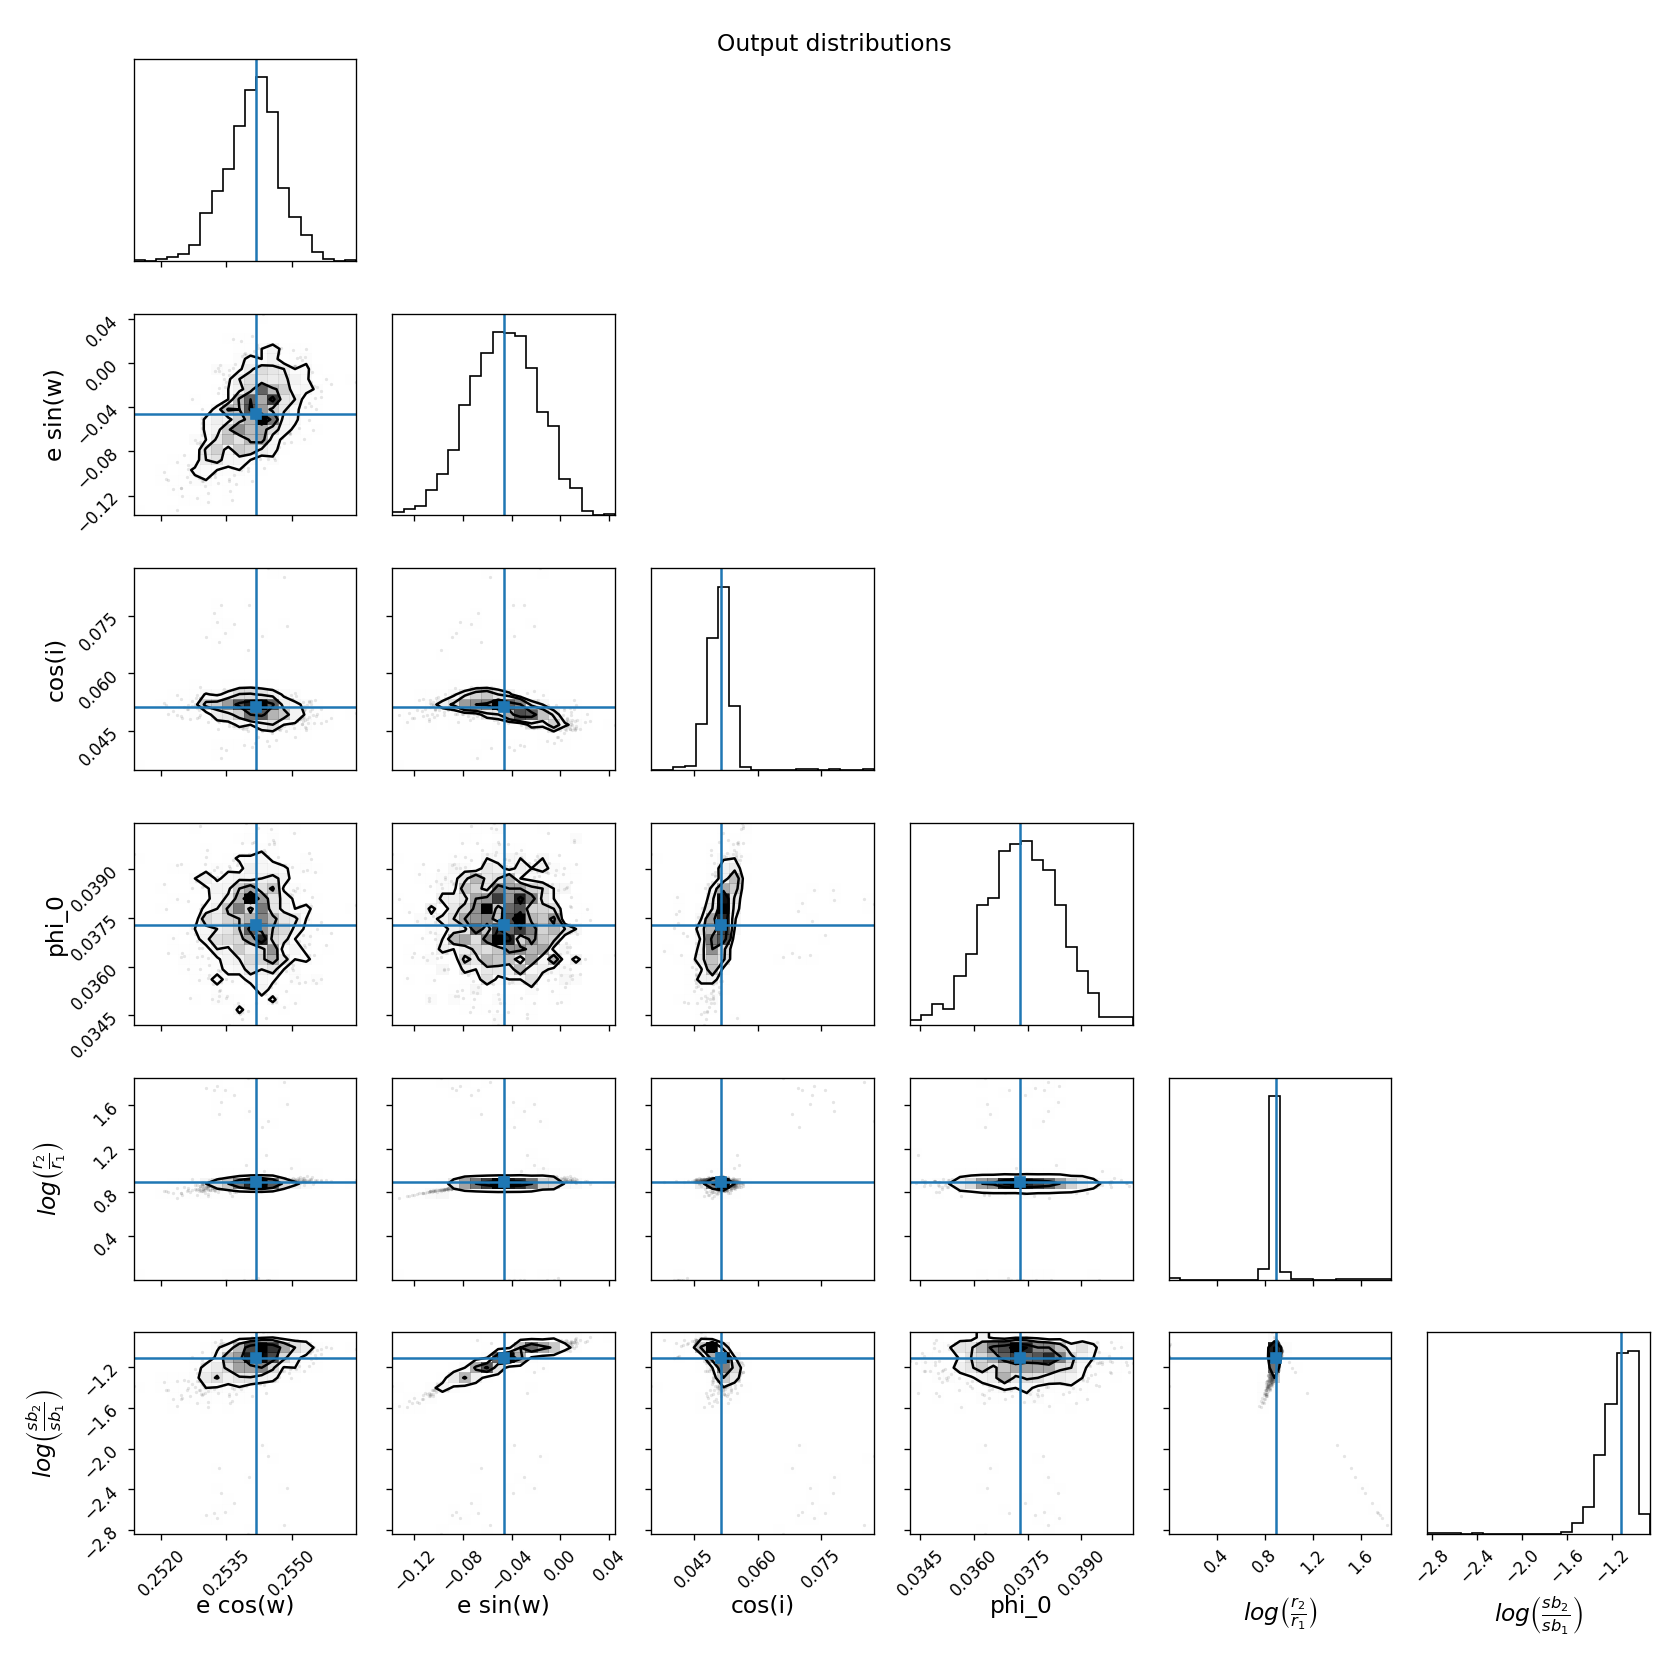 Output distributions
e sin(w)
0.04
0.00
−0.04
−0.08
−0.12
cos(i)
0.075
0.060
0.045
phi_0
0.0390
0.0375
0.0360
0.0345
log(r₂/r₁)
1.6
1.2
0.8
0.4
log(sb₂/sb₁)
−1.2
−1.6
−2.0
−2.4
−2.8
0.2520 0.2535 0.2550
−0.12 −0.08 −0.04 0.00 0.04
0.045 0.060 0.075
0.0345 0.0360 0.0375 0.0390
0.4 0.8 1.2 1.6
−2.8 −2.4 −2.0 −1.6 −1.2
e cos(w) e sin(w) cos(i) phi_0 log(r₂/r₁) log(sb₂/sb₁)